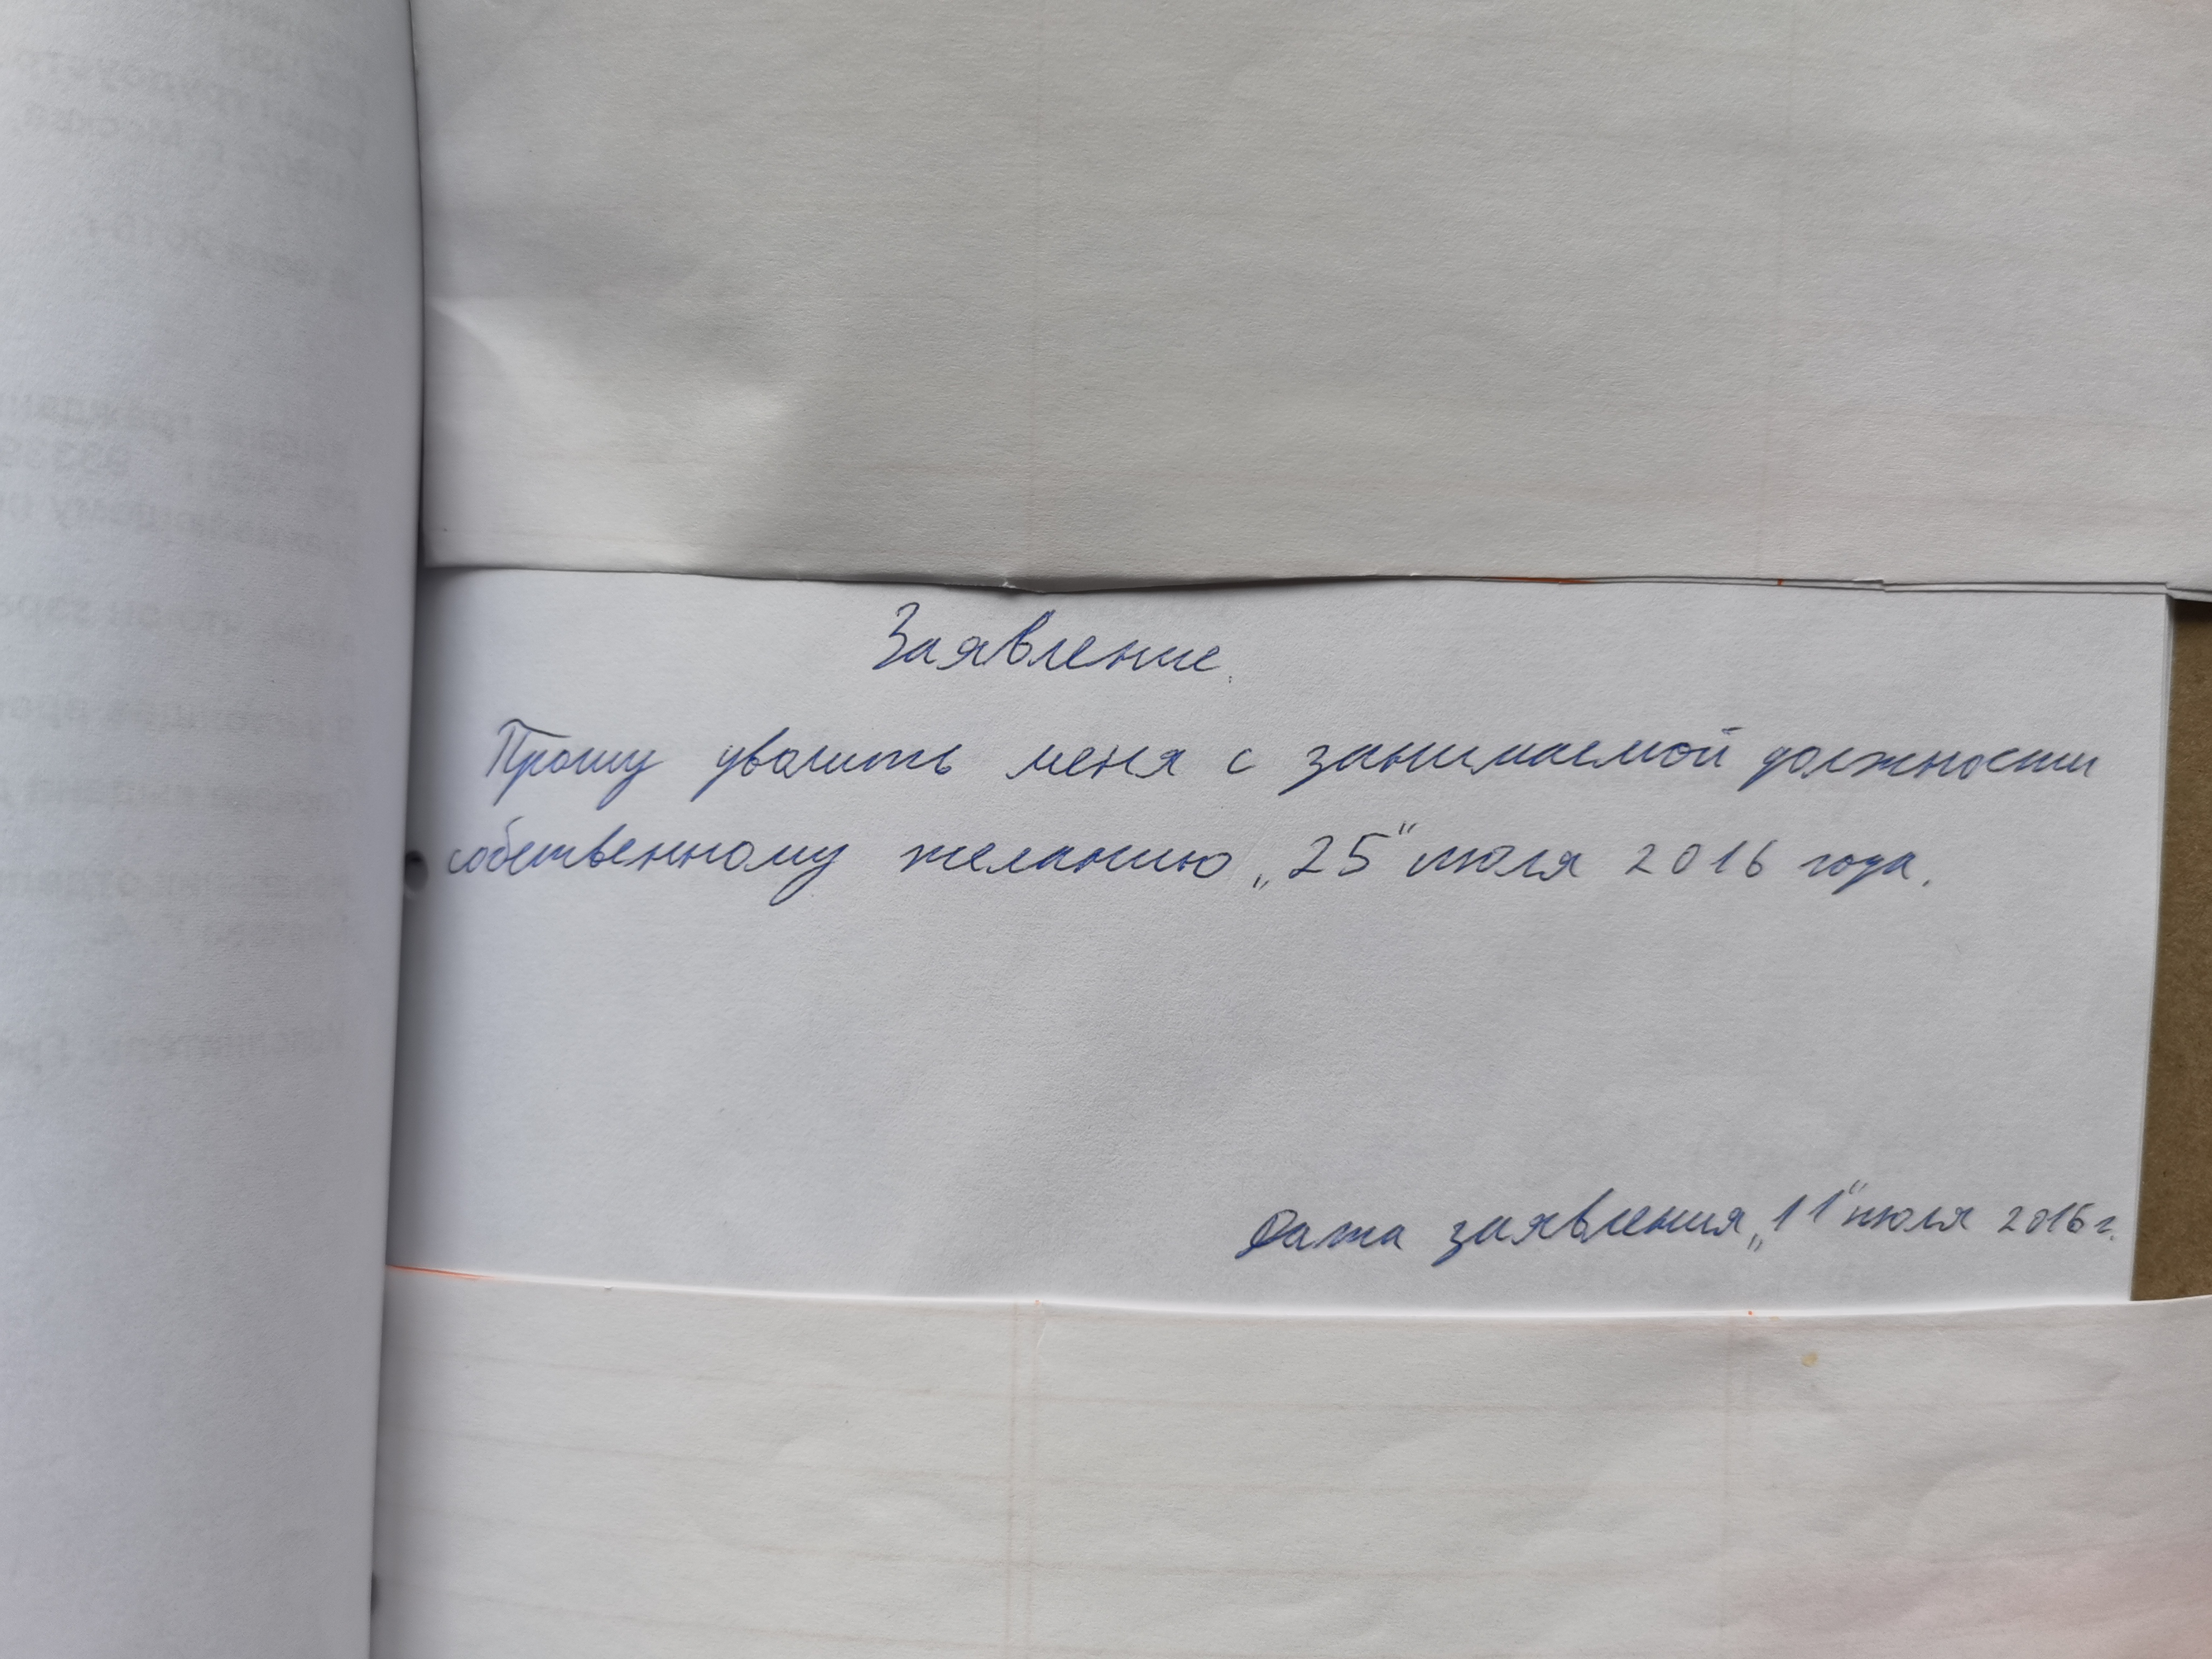 Заявление.
Прошу уволить меня с занимаемой должности
собственному желанию „25“ июля 2016 года.
Дата заявления „11“ июля 2016 г.